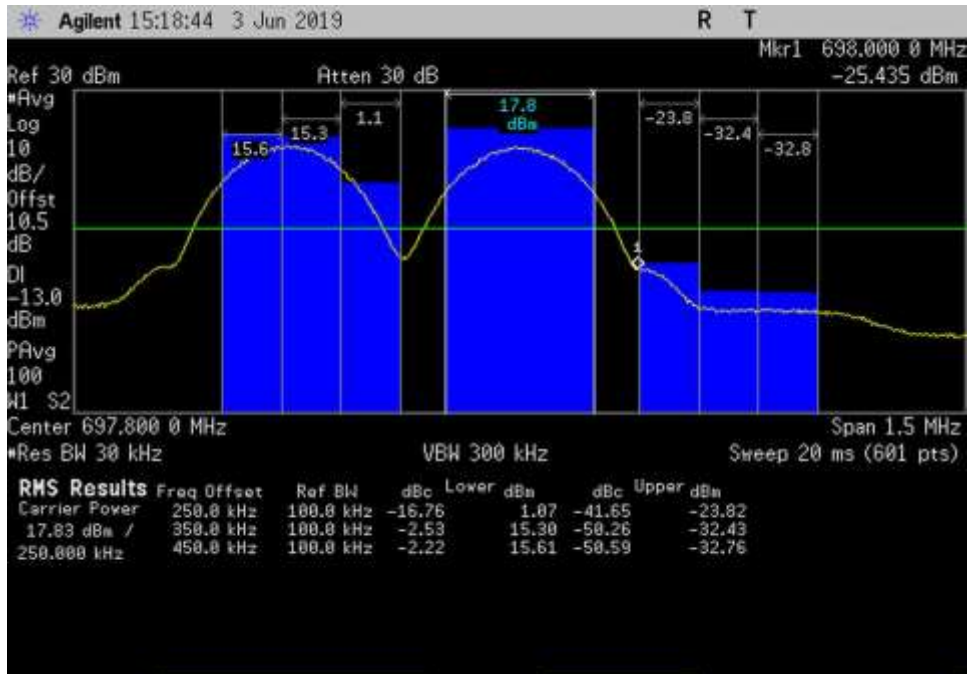 Agilent 15:18:44 3 Jun 2019 R T
Mkr1 698.000 0 MHz
Ref 30 dBm Atten 30 dB -25.435 dBm
#Avg
Log
10
dB/
Offst
10.5
dB
DI
-13.0
dBm
PAvg
100
W1 S2
15.6 15.3 1.1 17.8 dBm -23.8 -32.4 -32.8
1
Center 697.800 0 MHz Span 1.5 MHz
#Res BW 30 kHz VBW 300 kHz Sweep 20 ms (601 pts)
RMS Results Freq Offset Ref BW dBc Lower dBm dBc Upper dBm
Carrier Power 250.0 kHz 100.0 kHz -16.76 1.07 -41.65 -23.82
17.83 dBm / 350.0 kHz 100.0 kHz -2.53 15.30 -50.26 -32.43
250.000 kHz 450.0 kHz 100.0 kHz -2.22 15.61 -50.59 -32.76